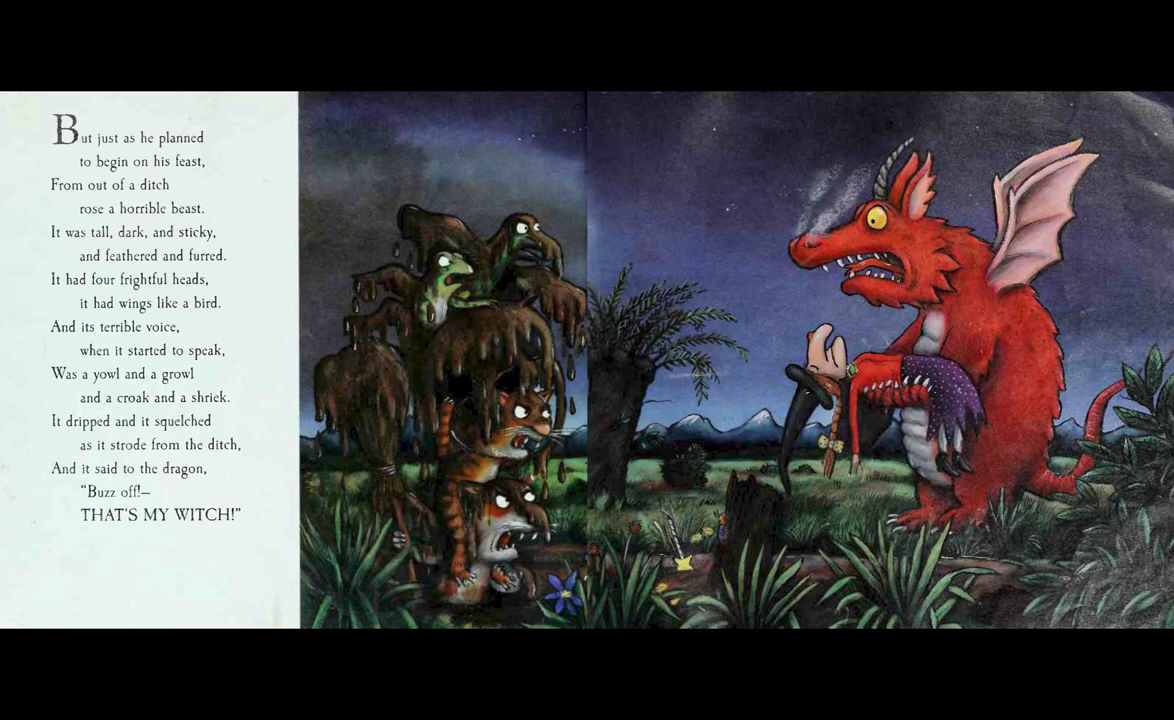 But just as he planned
to begin on his feast,
From out of a ditch
rose a horrible beast.
It was tall, dark, and sticky,
and feathered and furred.
It had four frightful heads,
it had wings like a bird.
And its terrible voice,
when it started to speak,
Was a yowl and a growl
and a croak and a shriek.
It dripped and it squelched
as it strode from the ditch,
And it said to the dragon,
"Buzz off!—
THAT'S MY WITCH!"